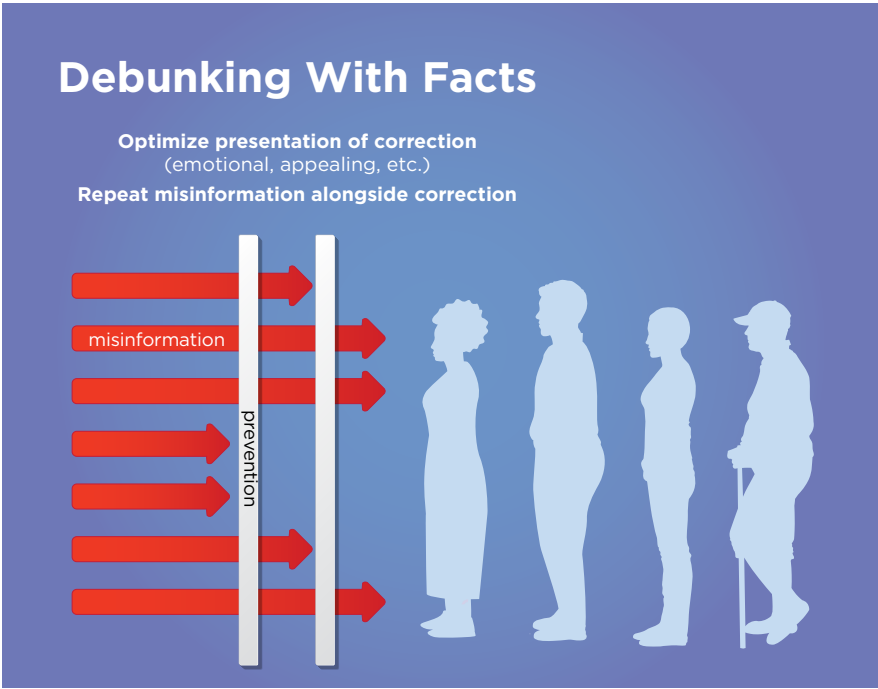 Debunking With Facts
Optimize presentation of correction
(emotional, appealing, etc.)
Repeat misinformation alongside correction
misinformation
prevention